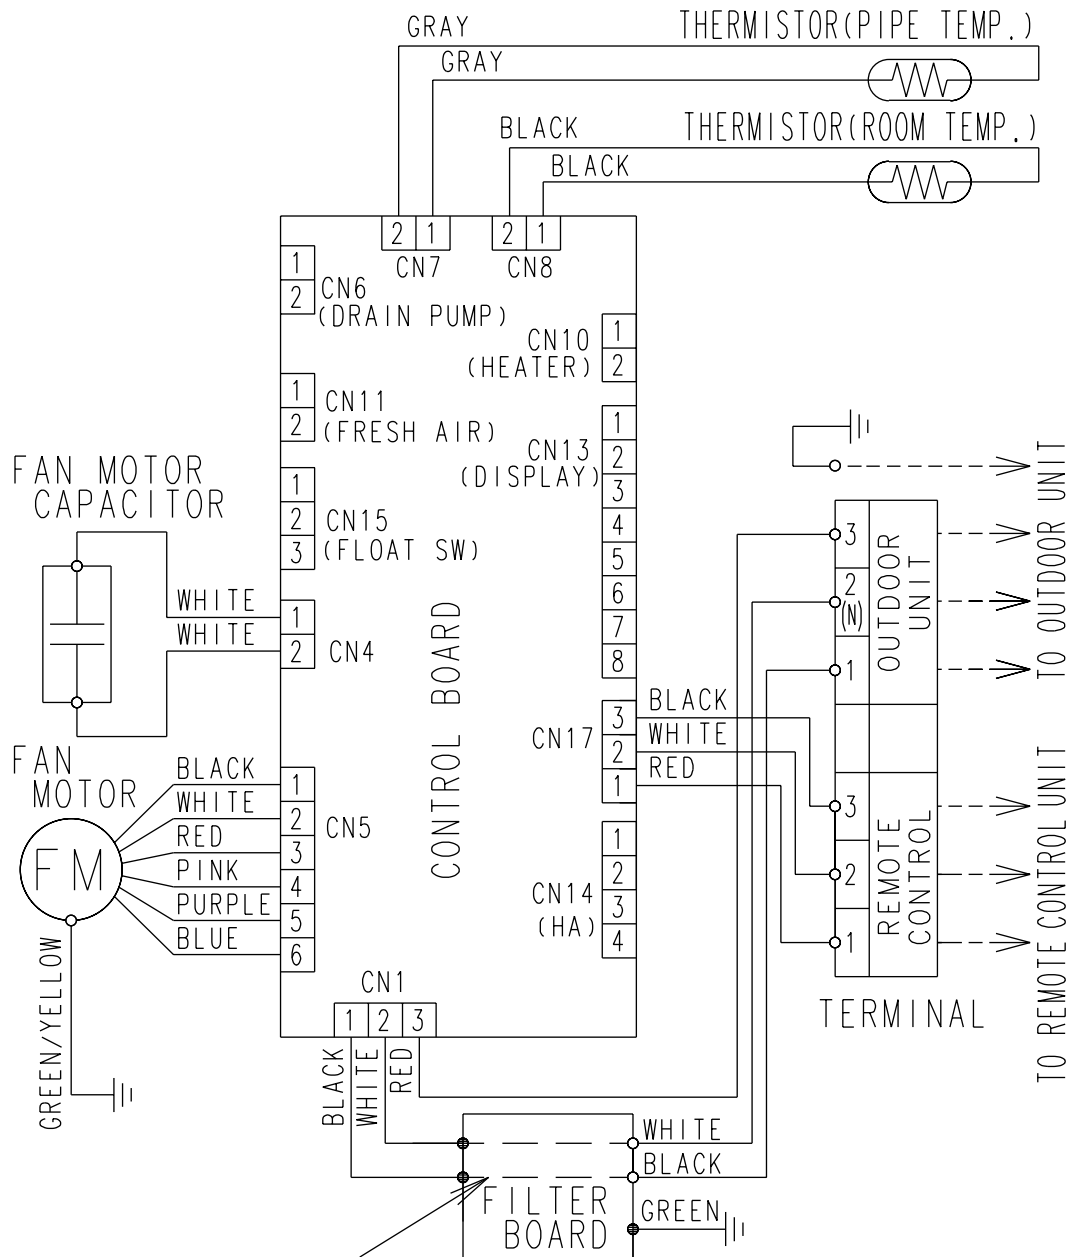 GRAY
THERMISTOR(PIPE TEMP.)
GRAY
BLACK
THERMISTOR(ROOM TEMP.)
BLACK
2 1
CN7
2 1
CN8
1
2
CN6
(DRAIN PUMP)
CN10
(HEATER)
1
2
1
2
CN11
(FRESH AIR)
CN13
(DISPLAY)
1
2
3
4
5
6
7
8
1
2
3
CN15
(FLOAT SW)
FAN MOTOR
CAPACITOR
WHITE
WHITE
1
2
CN4
CONTROL BOARD
CN17
3
2
1
BLACK
WHITE
RED
FAN
MOTOR
FM
BLACK
WHITE
RED
PINK
PURPLE
BLUE
1
2
3
4
5
6
CN5
CN14
(HA)
1
2
3
4
GREEN/YELLOW
CN1
1 2 3
BLACK
WHITE
RED
3
2
(N)
1
OUTDOOR
UNIT
3
2
1
REMOTE
CONTROL
TERMINAL
TO OUTDOOR UNIT
TO REMOTE CONTROL UNIT
WHITE
BLACK
FILTER
BOARD
GREEN